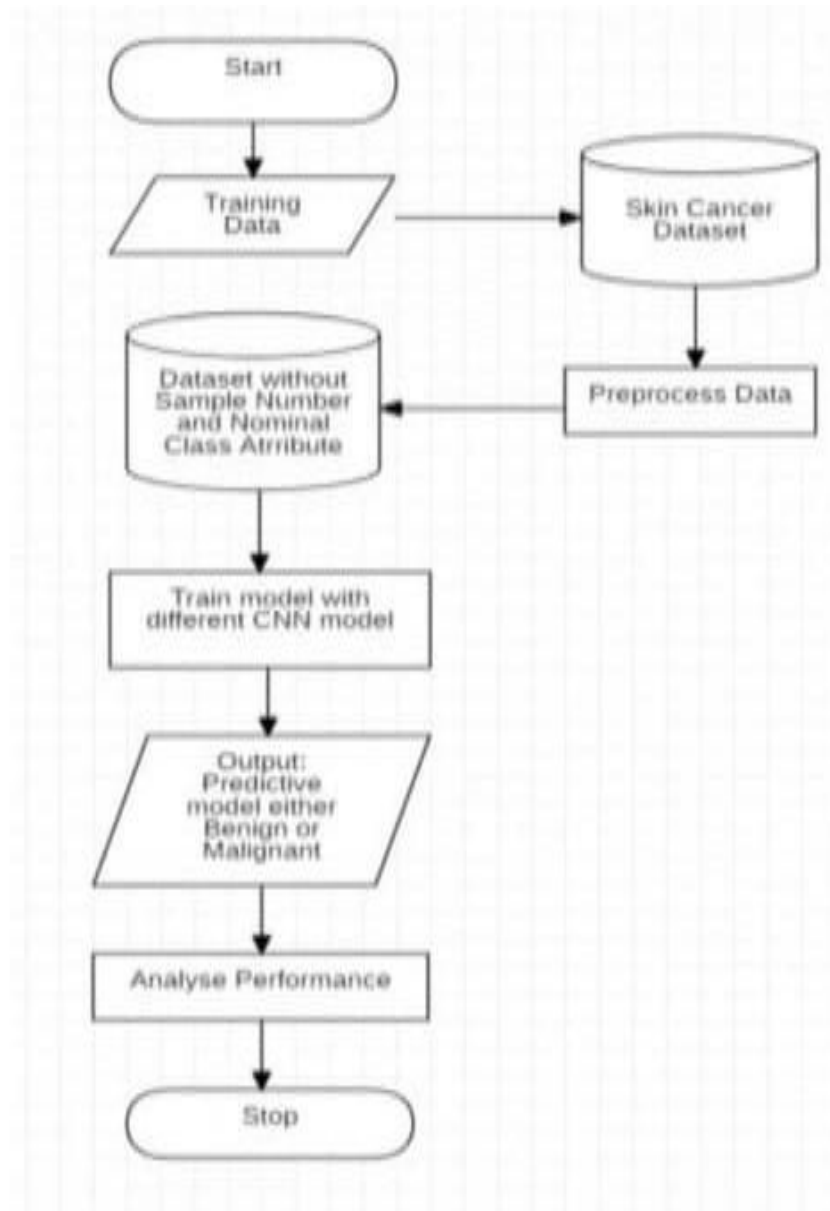 Start
Training
Data
Skin Cancer
Dataset
Preprocess Data
Dataset without
Sample Number
and Nominal
Class Atrribute
Train model with
different CNN model
Output:
Predictive
model either
Benign or
Malignant
Analyse Performance
Stop